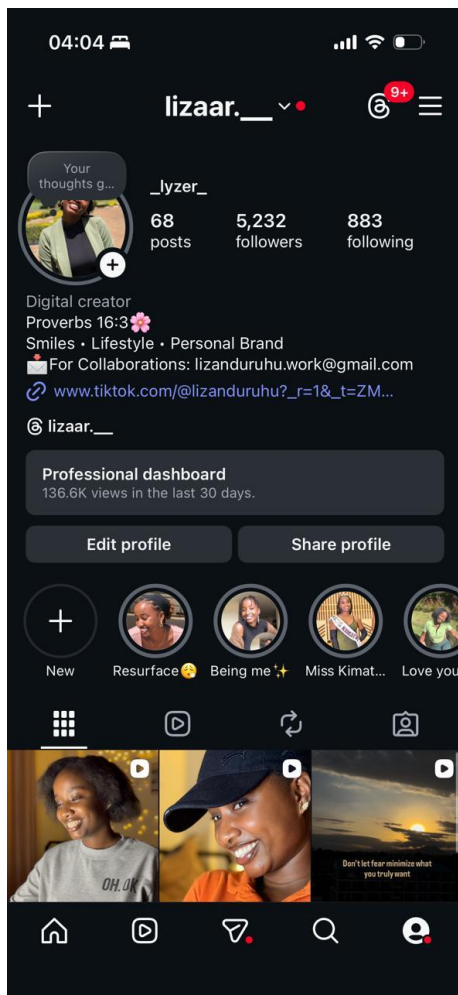 04:04
9+
lizaar.__
Your
thoughts g...
_lyzer_
68 5,232 883
posts followers following
Digital creator
Proverbs 16:3🌸
Smiles • Lifestyle • Personal Brand
📩For Collaborations: lizanduruhu.work@gmail.com
www.tiktok.com/@lizanduruhu?_r=1&_t=ZM...
lizaar.__
Professional dashboard
136.6K views in the last 30 days.
Edit profile Share profile
New Resurface😮‍💨 Being me✨ Miss Kimat... Love you
OH.OK
Don't let fear minimize what
you truly want